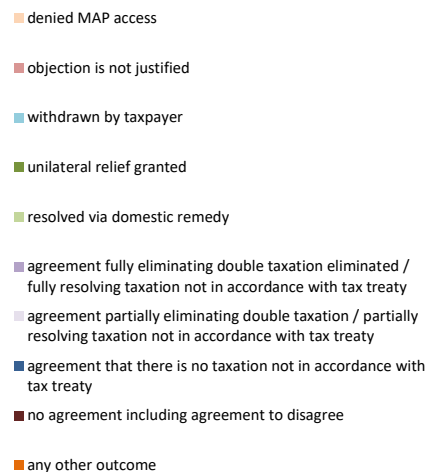 denied MAP access
objection is not justified
withdrawn by taxpayer
unilateral relief granted
resolved via domestic remedy
agreement fully eliminating double taxation eliminated /
fully resolving taxation not in accordance with tax treaty
agreement partially eliminating double taxation / partially
resolving taxation not in accordance with tax treaty
agreement that there is no taxation not in accordance with
tax treaty
no agreement including agreement to disagree
any other outcome